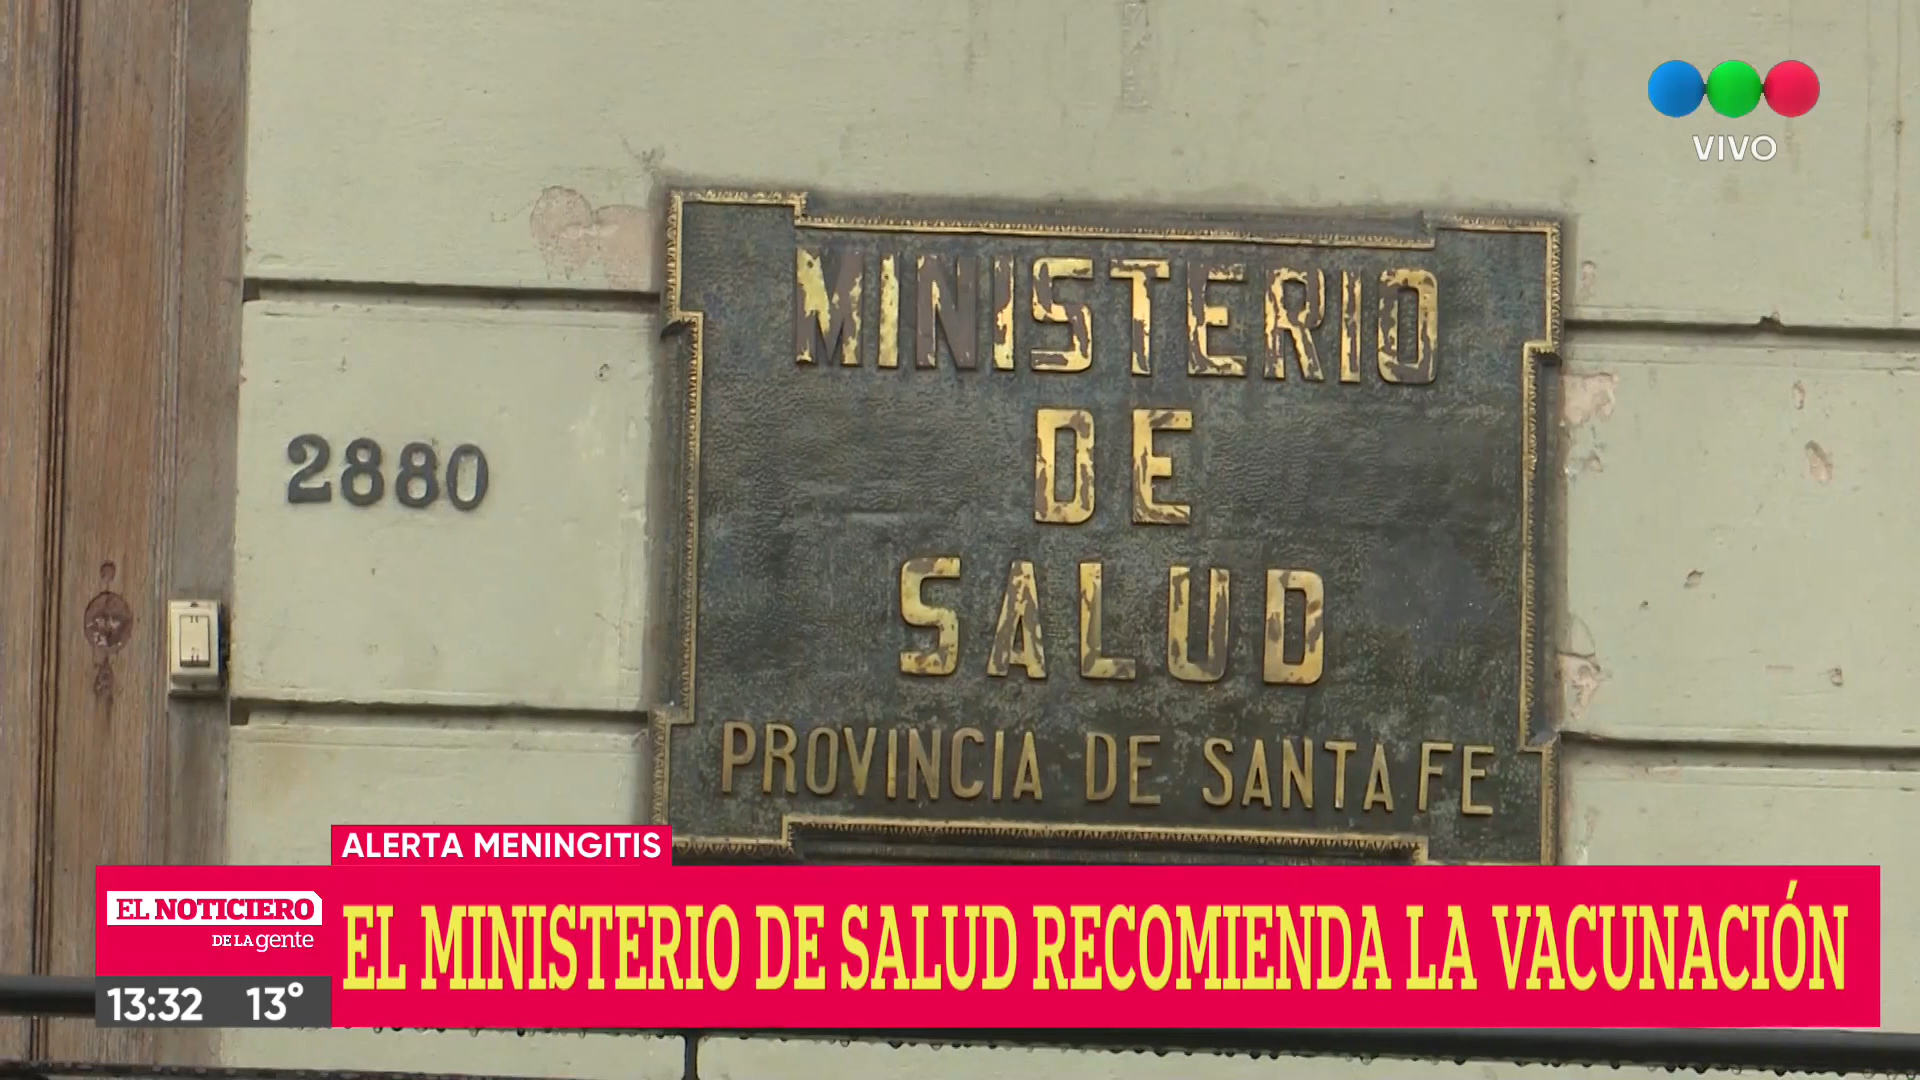 VIVO
MINISTERIO
DE
SALUD
PROVINCIA DE SANTA FE
2880
ALERTA MENINGITIS
EL NOTICIERO
DE LA gente
EL MINISTERIO DE SALUD RECOMIENDA LA VACUNACIÓN
13:32 13°